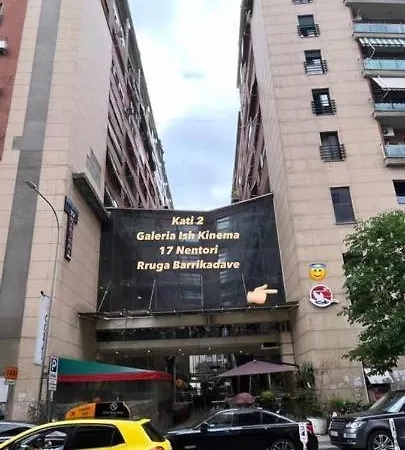 Kati 2
Galeria Ish Kinema
17 Nentori
Rruga Barrikadave